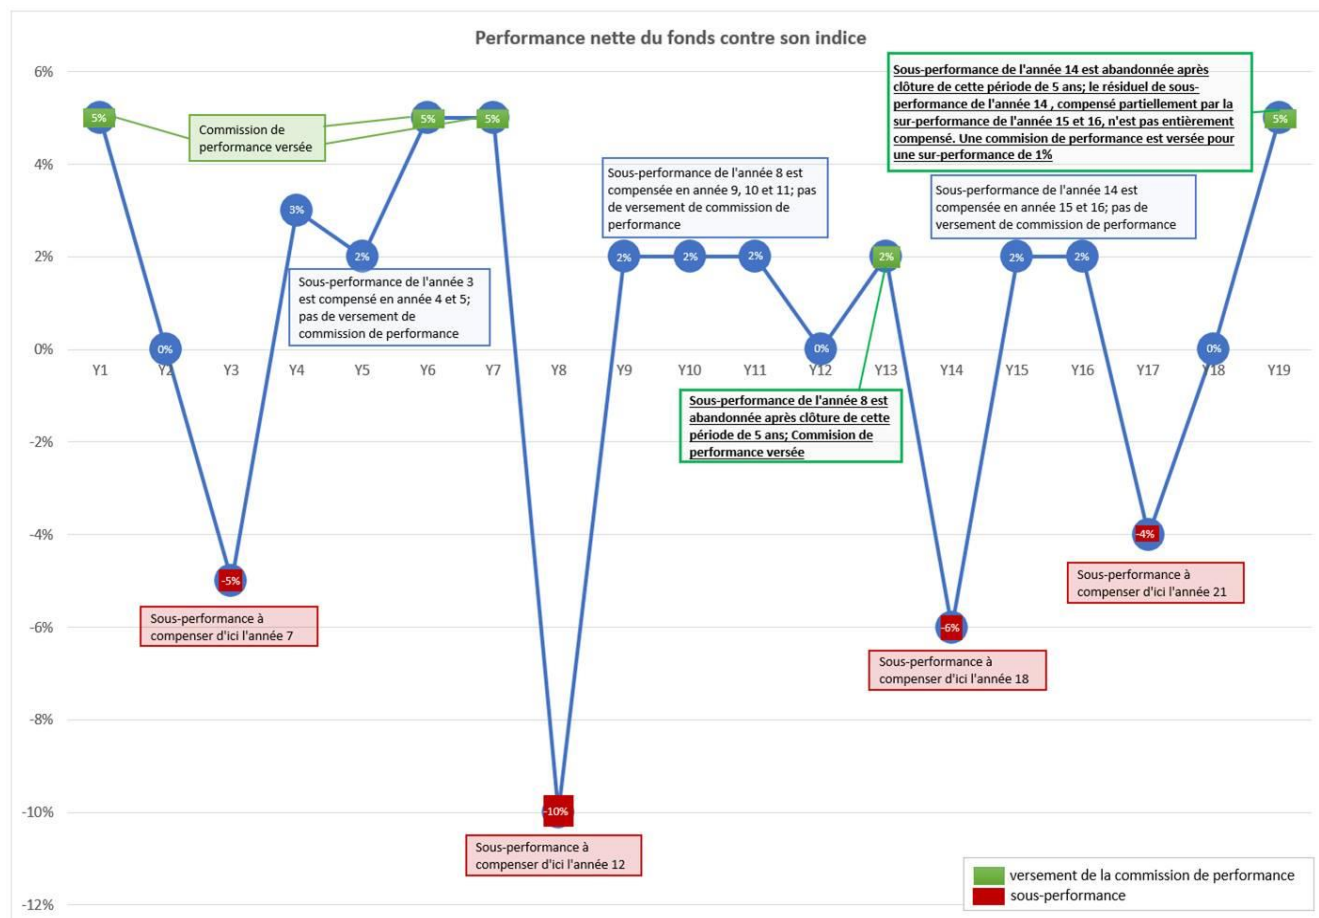 Performance nette du fonds contre son indice
6%
4%
2%
0%
-2%
-4%
-6%
-8%
-10%
-12%
Y1
Y2
Y3
Y4
Y5
Y6
Y7
Y8
Y9
Y10
Y11
Y12
Y13
Y14
Y15
Y16
Y17
Y18
Y19
5%
0%
-5%
3%
2%
5%
5%
-10%
2%
2%
2%
0%
2%
-6%
2%
2%
-4%
0%
5%
Commission de
performance versée
Sous-performance à
compenser d'ici l'année 7
Sous-performance de l'année 3
est compensé en année 4 et 5;
pas de versement de
commission de performance
Sous-performance à
compenser d'ici l'année 12
Sous-performance de l'année 8 est
compensée en année 9, 10 et 11; pas
de versement de commission de
performance
Sous-performance de l'année 8 est
abandonnée après clôture de cette
période de 5 ans; Commision de
performance versée
Sous-performance à
compenser d'ici l'année 18
Sous-performance de l'année 14 est
compensée en année 15 et 16; pas de
versement de commission de performance
Sous-performance à
compenser d'ici l'année 21
Sous-performance de l'année 14 est abandonnée après
clôture de cette période de 5 ans; le résiduel de sous-
performance de l'année 14 , compensé partiellement par la
sur-performance de l'année 15 et 16, n'est pas entièrement
compensé. Une commision de performance est versée pour
une sur-performance de 1%
versement de la commission de performance
sous-performance